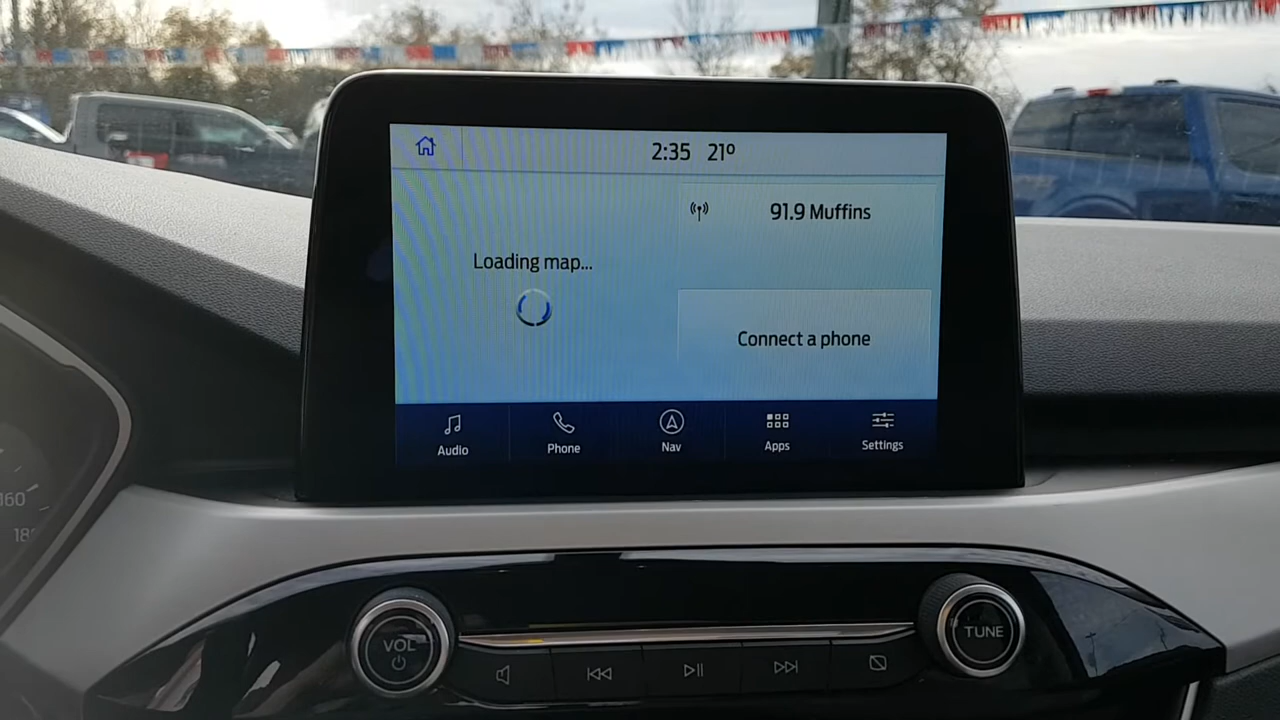 2:35 21°
91.9 Muffins
Loading map...
Connect a phone
Audio Phone Nav Apps Settings
160
VOL
TUNE